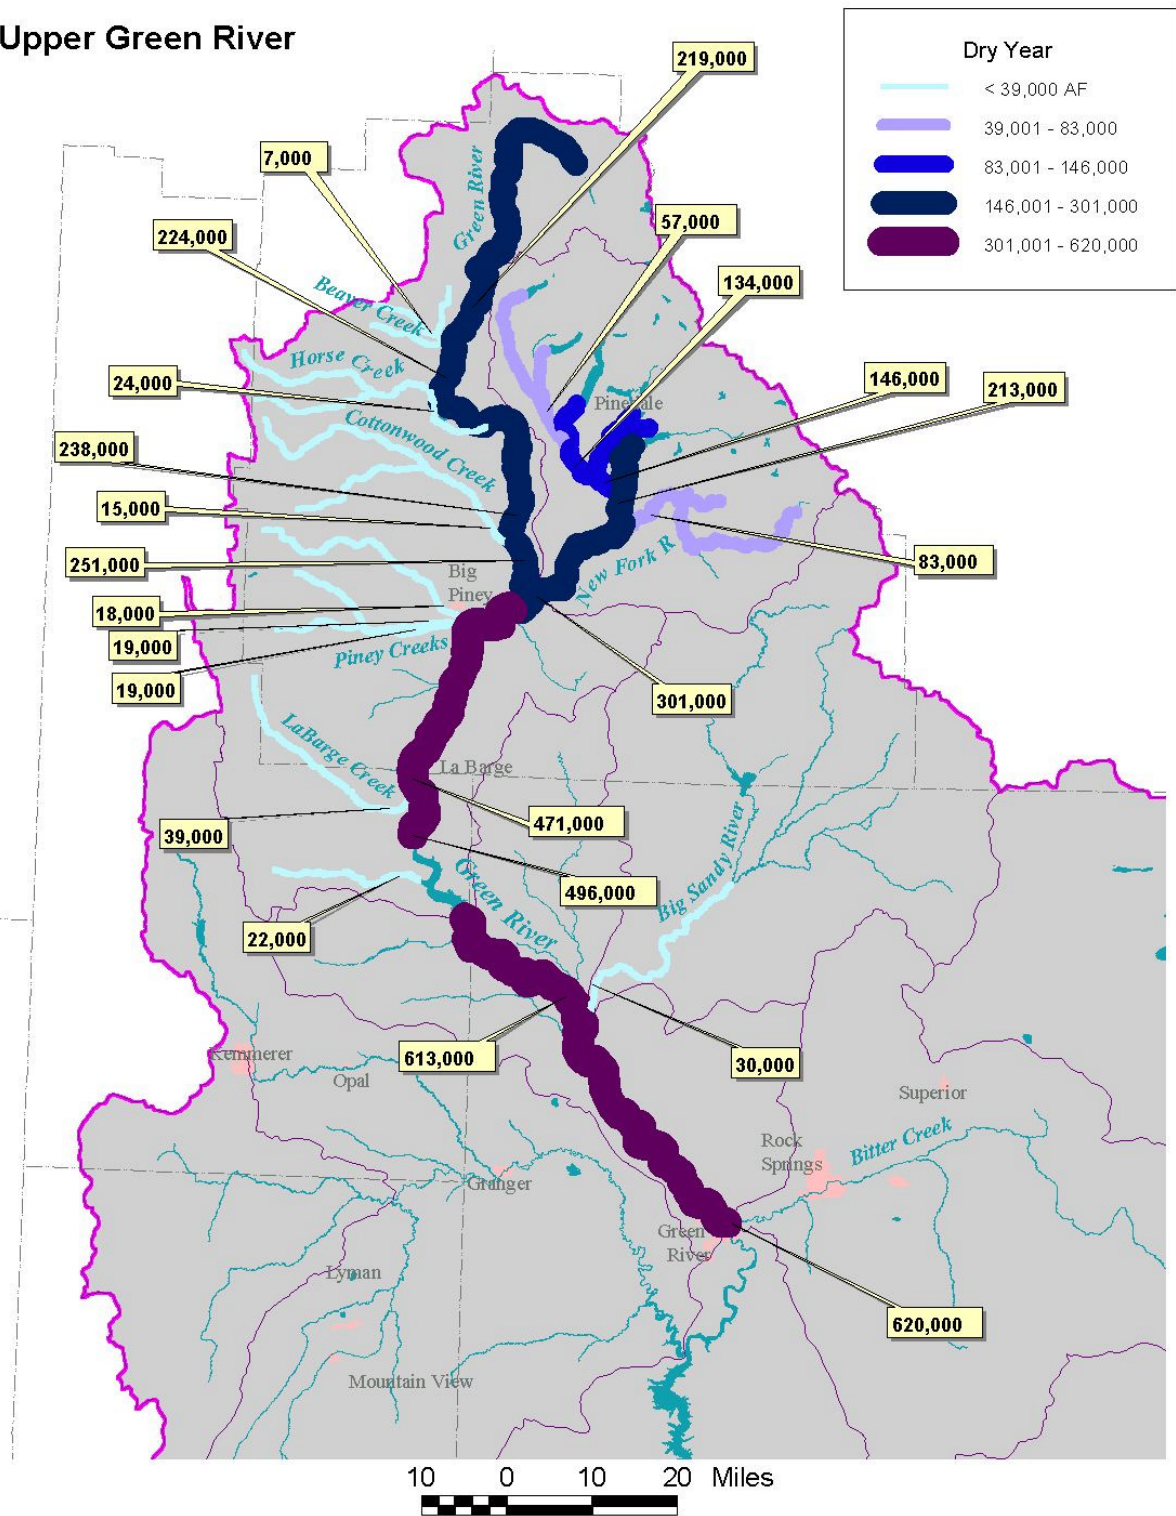 Upper Green River
Dry Year
< 39,000 AF
39,001 - 83,000
83,001 - 146,000
146,001 - 301,000
301,001 - 620,000
219,000
7,000
Green River
57,000
224,000
134,000
Beaver Creek
Horse Creek
24,000
146,000
213,000
Pinedale
Cottonwood Creek
238,000
15,000
251,000
New Fork R
83,000
Big
Piney
18,000
19,000
19,000
Piney Creeks
301,000
LaBarge Creek
La Barge
39,000
471,000
496,000
Green River
Big Sandy River
22,000
613,000
30,000
Kemmerer
Opal
Superior
Rock
Springs
Bitter Creek
Granger
Green
River
Lyman
620,000
Mountain View
10 0 10 20 Miles